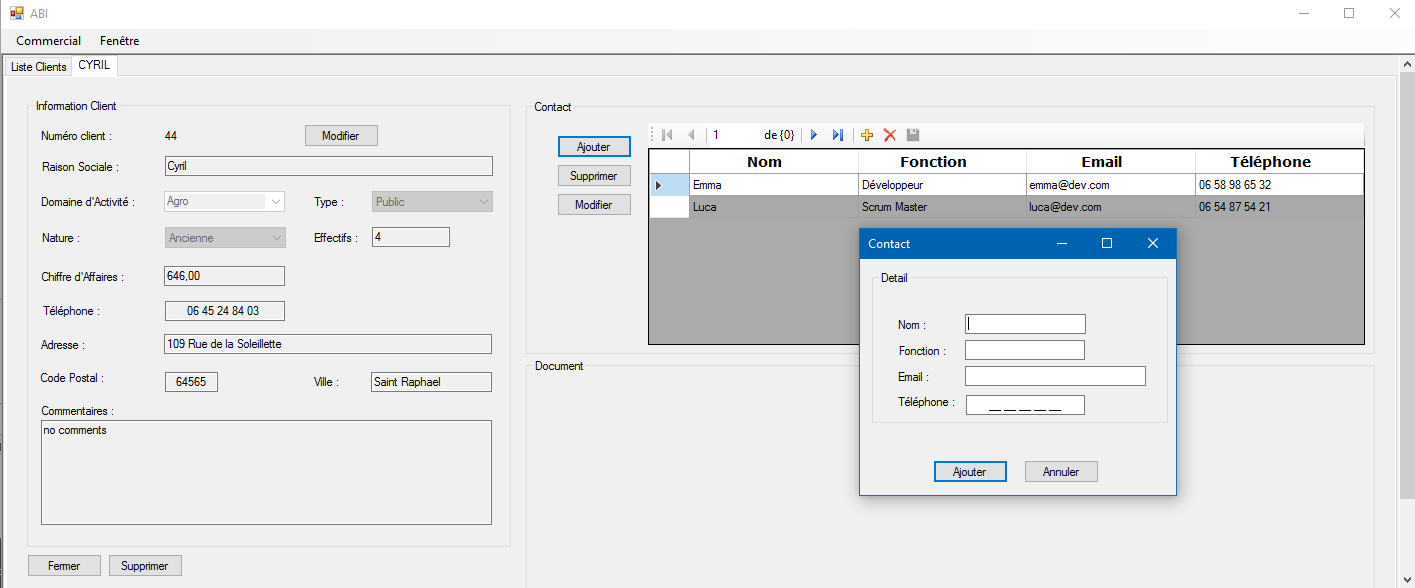 ABI
Commercial Fenêtre
Liste Clients CYRIL
Information Client
Numéro client : 44 Modifier
Raison Sociale : Cyril
Domaine d'Activité : Agro Type : Public
Nature : Ancienne Effectifs : 4
Chiffre d'Affaires : 646,00
Téléphone : 06 45 24 84 03
Adresse : 109 Rue de la Soleillette
Code Postal : 64565 Ville : Saint Raphael
Commentaires :
no comments
Fermer Supprimer
Contact
Ajouter
Supprimer
Modifier
1 de {0}
Nom Fonction Email Téléphone
Emma Développeur emma@dev.com 06 58 98 65 32
Luca Scrum Master luca@dev.com 06 54 87 54 21
Document
Contact
Detail
Nom :
Fonction :
Email :
Téléphone : __ __ __ __ __
Ajouter Annuler